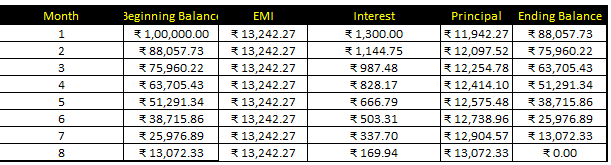 Month Beginning Balanc EMI Interest Principal Ending Balance
1 ₹ 1,00,000.00 ₹ 13,242.27 ₹ 1,300.00 ₹ 11,942.27 ₹ 88,057.73
2 ₹ 88,057.73 ₹ 13,242.27 ₹ 1,144.75 ₹ 12,097.52 ₹ 75,960.22
3 ₹ 75,960.22 ₹ 13,242.27 ₹ 987.48 ₹ 12,254.78 ₹ 63,705.43
4 ₹ 63,705.43 ₹ 13,242.27 ₹ 828.17 ₹ 12,414.10 ₹ 51,291.34
5 ₹ 51,291.34 ₹ 13,242.27 ₹ 666.79 ₹ 12,575.48 ₹ 38,715.86
6 ₹ 38,715.86 ₹ 13,242.27 ₹ 503.31 ₹ 12,738.96 ₹ 25,976.89
7 ₹ 25,976.89 ₹ 13,242.27 ₹ 337.70 ₹ 12,904.57 ₹ 13,072.33
8 ₹ 13,072.33 ₹ 13,242.27 ₹ 169.94 ₹ 13,072.33 ₹ 0.00